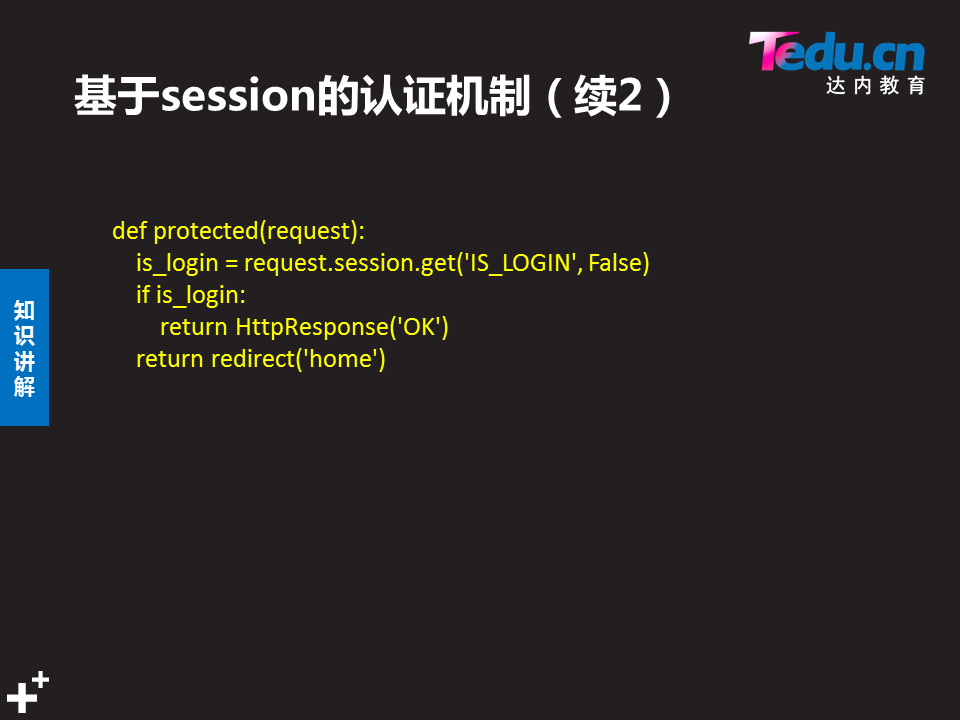 Tedu.cn
达内教育
基于session的认证机制（续2）
def protected(request):
    is_login = request.session.get('IS_LOGIN', False)
    if is_login:
        return HttpResponse('OK')
    return redirect('home')
知识讲解